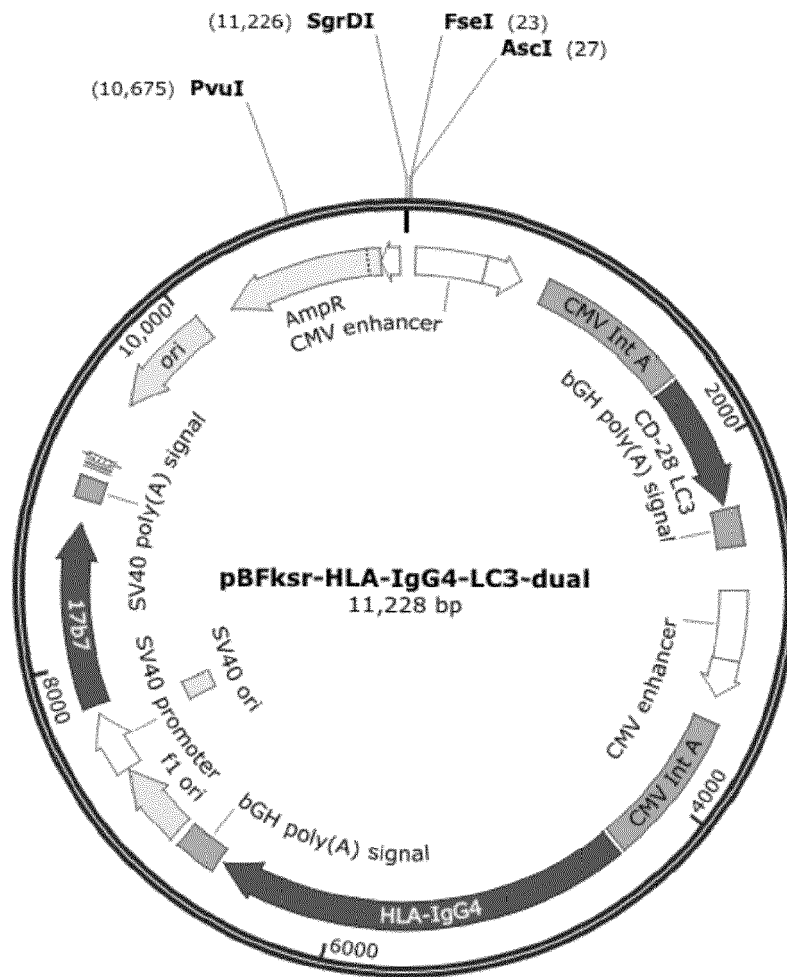 (11,226) SgrDI
FseI (23)
AscI (27)
(10,675) PvuI
AmpR
CMV enhancer
CMV Int A
2000
CD-28 LC3
bGH poly(A) signal
CMV enhancer
CMV Int A
4000
HLA-IgG4
6000
bGH poly(A) signal
f1 ori
SV40 promoter
SV40 ori
8000
17b7
SV40 poly(A) signal
ori
10,000
pBFksr-HLA-IgG4-LC3-dual
11,228 bp